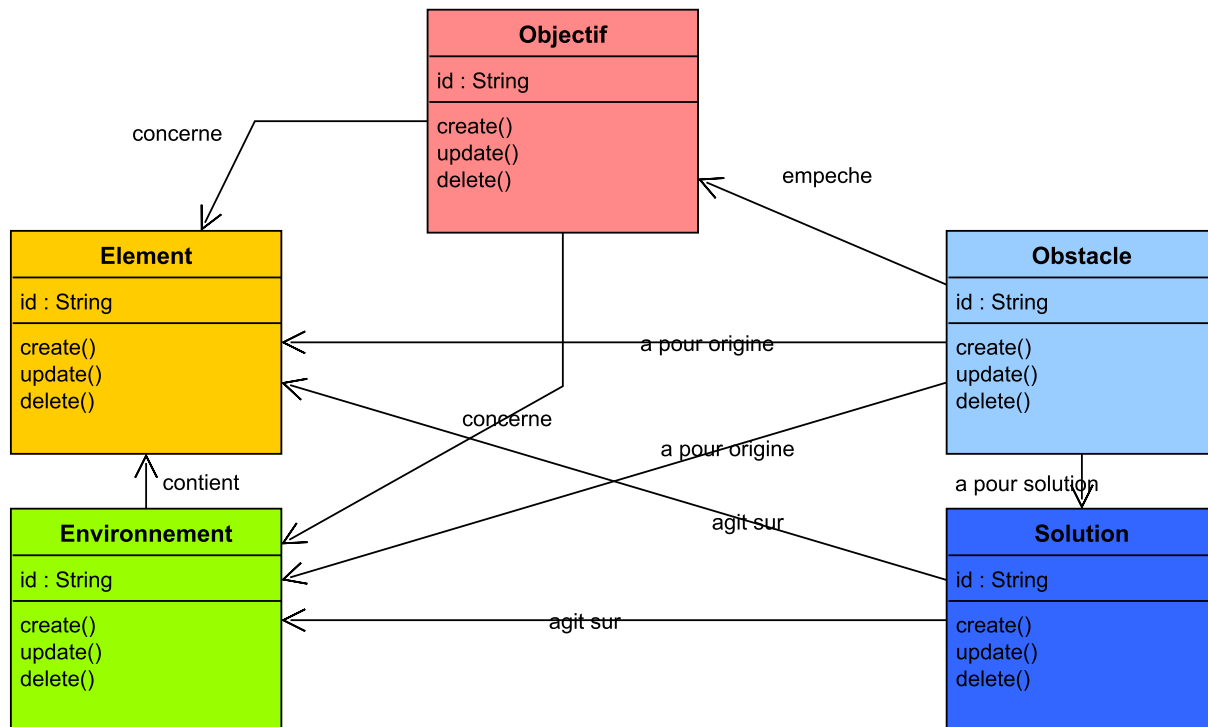 Objectif
id : String
create()
update()
delete()
concerne
empeche
Element
id : String
create()
update()
delete()
Obstacle
id : String
create()
update()
delete()
a pour origine
concerne
a pour origine
contient
a pour solution
agit sur
Environnement
id : String
create()
update()
delete()
Solution
id : String
create()
update()
delete()
agit sur